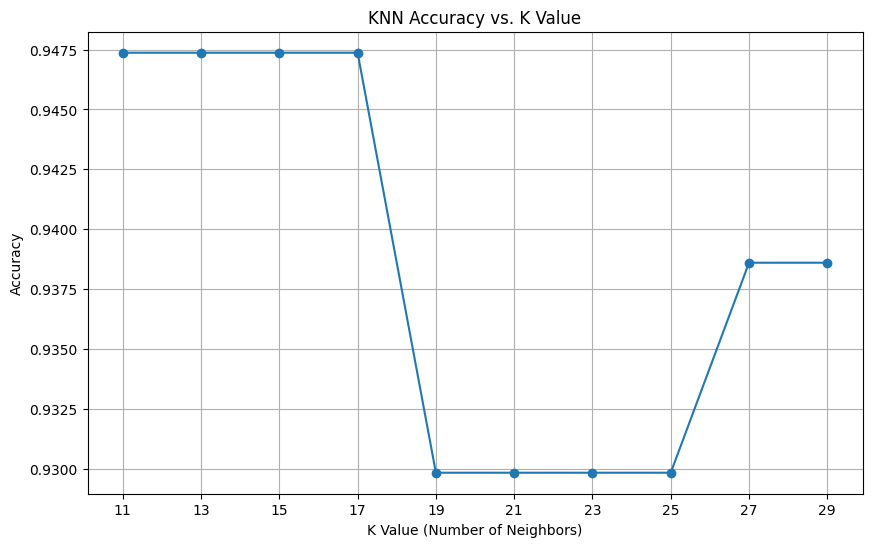 KNN Accuracy vs. K Value
0.9475
0.9450
0.9425
0.9400
0.9375
0.9350
0.9325
0.9300
Accuracy
11 13 15 17 19 21 23 25 27 29
K Value (Number of Neighbors)